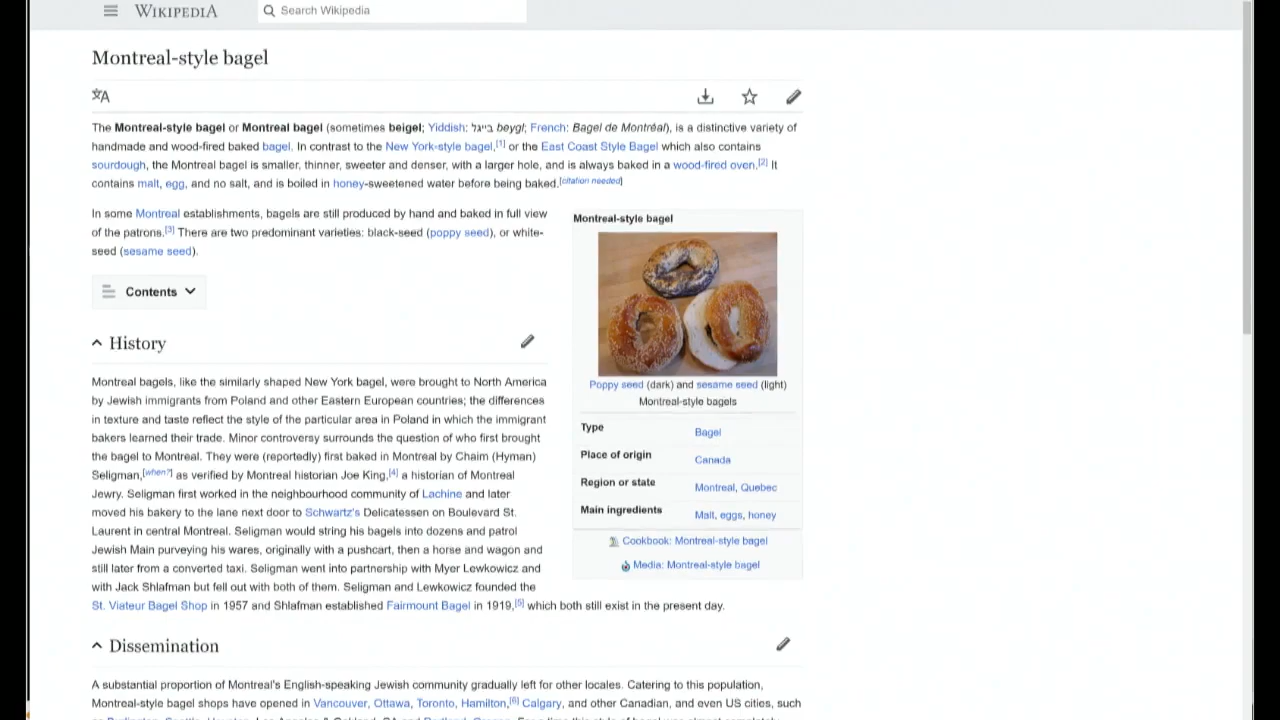 WIKIPEDIA
Search Wikipedia
Montreal-style bagel
The Montreal-style bagel or Montreal bagel (sometimes beigel; Yiddish: בייגל beygl; French: Bagel de Montréal), is a distinctive variety of
handmade and wood-fired baked bagel. In contrast to the New York-style bagel,[1] or the East Coast Style Bagel which also contains
sourdough, the Montreal bagel is smaller, thinner, sweeter and denser, with a larger hole, and is always baked in a wood-fired oven.[2] It
contains malt, egg, and no salt, and is boiled in honey-sweetened water before being baked.[citation needed]
In some Montreal establishments, bagels are still produced by hand and baked in full view
of the patrons.[3] There are two predominant varieties: black-seed (poppy seed), or white-
seed (sesame seed).
Contents
Montreal-style bagel
Poppy seed (dark) and sesame seed (light)
Montreal-style bagels
Type Bagel
Place of origin Canada
Region or state Montreal, Quebec
Main ingredients Malt, eggs, honey
Cookbook: Montreal-style bagel
Media: Montreal-style bagel
History
Montreal bagels, like the similarly shaped New York bagel, were brought to North America
by Jewish immigrants from Poland and other Eastern European countries; the differences
in texture and taste reflect the style of the particular area in Poland in which the immigrant
bakers learned their trade. Minor controversy surrounds the question of who first brought
the bagel to Montreal. They were (reportedly) first baked in Montreal by Chaim (Hyman)
Seligman,[when?] as verified by Montreal historian Joe King,[4] a historian of Montreal
Jewry. Seligman first worked in the neighbourhood community of Lachine and later
moved his bakery to the lane next door to Schwartz's Delicatessen on Boulevard St.
Laurent in central Montreal. Seligman would string his bagels into dozens and patrol
Jewish Main purveying his wares, originally with a pushcart, then a horse and wagon and
still later from a converted taxi. Seligman went into partnership with Myer Lewkowicz and
with Jack Shlafman but fell out with both of them. Seligman and Lewkowicz founded the
St. Viateur Bagel Shop in 1957 and Shlafman established Fairmount Bagel in 1919,[5] which both still exist in the present day.
Dissemination
A substantial proportion of Montreal's English-speaking Jewish community gradually left for other locales. Catering to this population,
Montreal-style bagel shops have opened in Vancouver, Ottawa, Toronto, Hamilton,[6] Calgary, and other Canadian, and even US cities, such